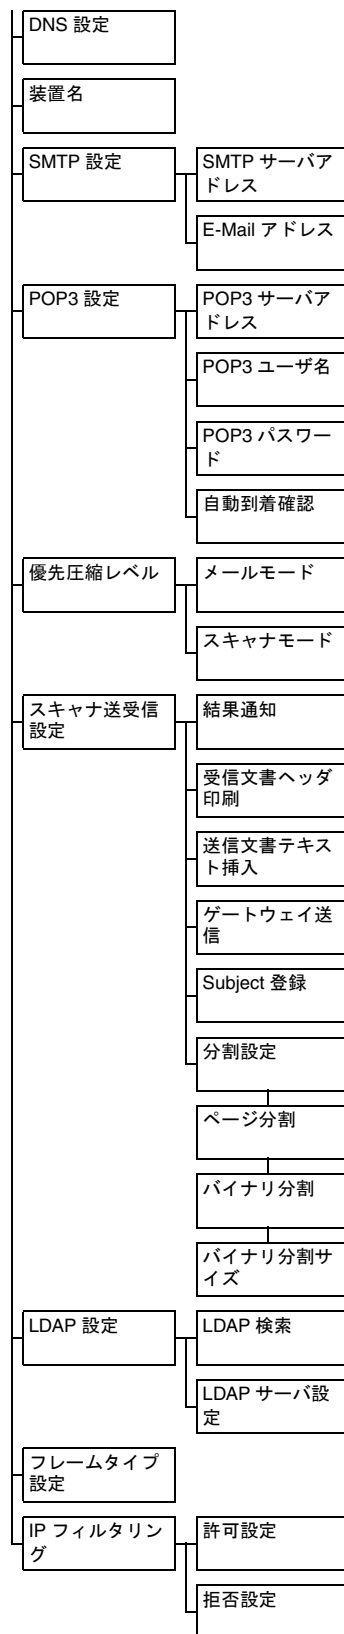 DNS 設定
装置名
SMTP 設定
SMTP サーバア
ドレス
E-Mail アドレス
POP3 設定
POP3 サーバア
ドレス
POP3 ユーザ名
POP3 パスワー
ド
自動到着確認
優先圧縮レベル
メールモード
スキャナモード
スキャナ送受信
設定
結果通知
受信文書ヘッダ
印刷
送信文書テキス
ト挿入
ゲートウェイ送
信
Subject 登録
分割設定
ページ分割
バイナリ分割
バイナリ分割サ
イズ
LDAP 設定
LDAP 検索
LDAP サーバ設
定
フレームタイプ
設定
IP フィルタリン
グ
許可設定
拒否設定